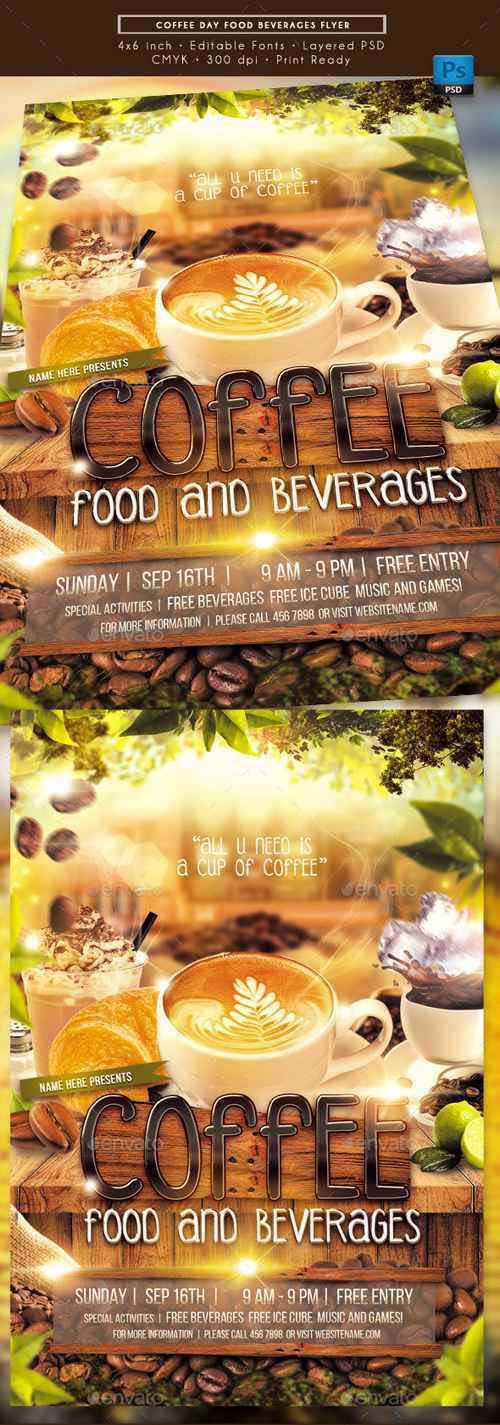 COFFEE DAY FOOD BEVERAGES FLYER
4x6 inch • Editable Fonts • Layered PSD
CMYK • 300 dpi • Print Ready
Ps
PSD
"ALL U NEED IS
A CUP OF COFFEE"
NAME HERE PRESENTS
COFFEE
FOOD AND BEVERAGES
SUNDAY | SEP 16TH | 9 AM - 9 PM | FREE ENTRY
SPECIAL ACTIVITIES | FREE BEVERAGES FREE ICE CUBE MUSIC AND GAMES!
FOR MORE INFORMATION | PLEASE CALL 456 7898 OR VISIT WEBSITENAME.COM
"ALL U NEED IS
A CUP OF COFFEE"
envato
NAME HERE PRESENTS
COFFEE
FOOD AND BEVERAGES
SUNDAY | SEP 16TH | 9 AM - 9 PM | FREE ENTRY
SPECIAL ACTIVITIES | FREE BEVERAGES FREE ICE CUBE MUSIC AND GAMES!
FOR MORE INFORMATION | PLEASE CALL 456 7898 OR VISIT WEBSITENAME.COM